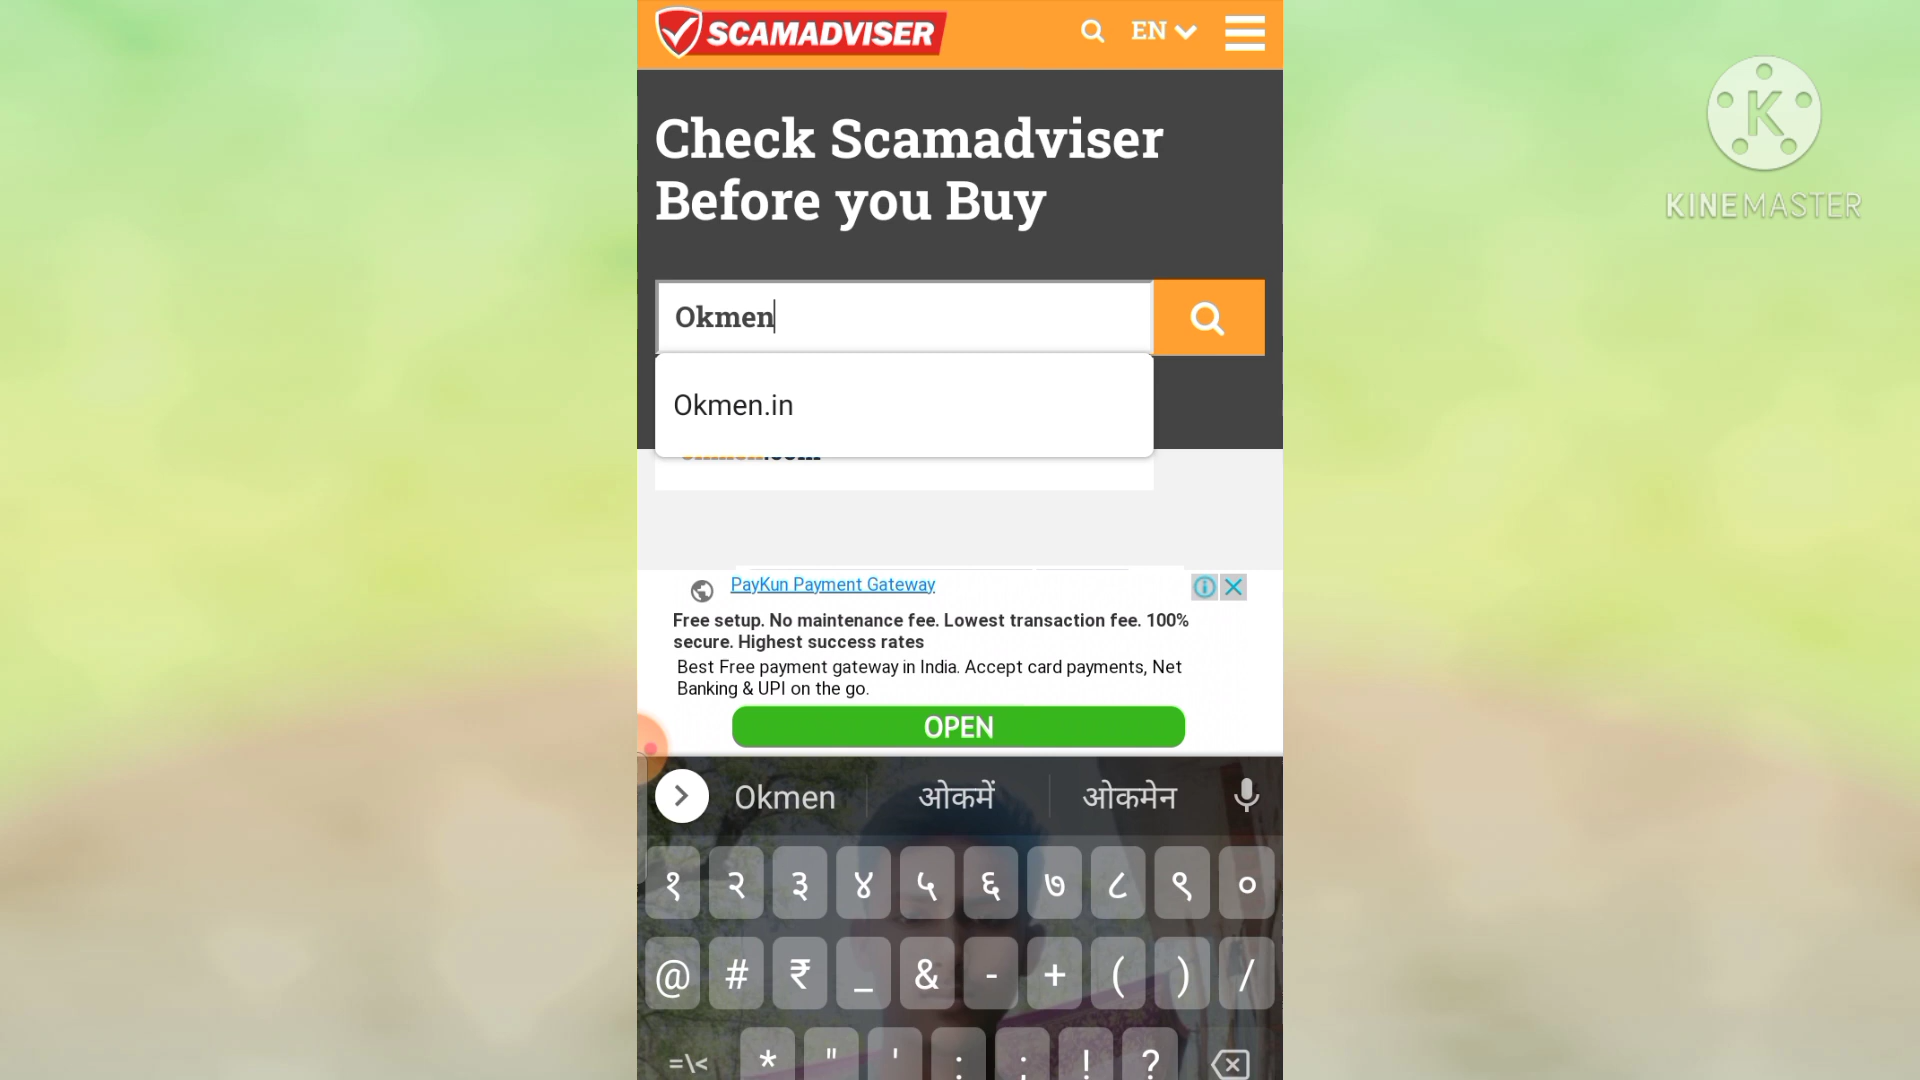 SCAMADVISER
EN
K
KINEMASTER
Check Scamadviser
Before you Buy
Okmen
Okmen.in
PayKun Payment Gateway
Free setup. No maintenance fee. Lowest transaction fee. 100%
secure. Highest success rates
Best Free payment gateway in India. Accept card payments, Net
Banking & UPI on the go.
OPEN
Okmen ओकमें ओकमेन
१ २ ३ ४ ५ ६ ७ ८ ९ ०
@ # ₹ _ & - + ( ) /
=\< * " ' : ; ! ?